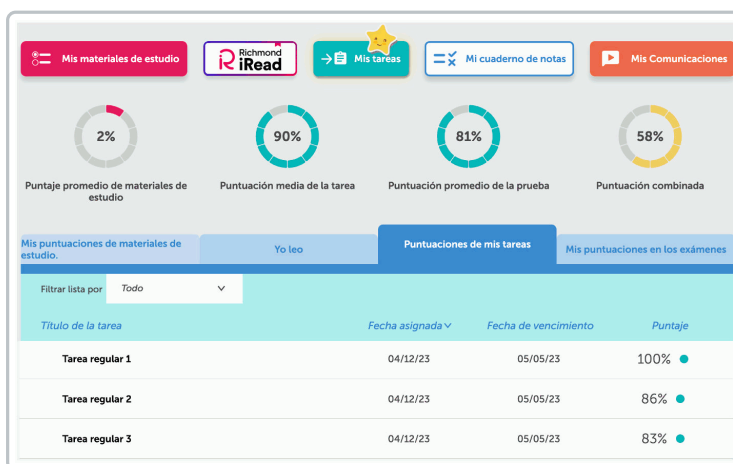 Mis materiales de estudio
Richmond
iRead
Mis tareas
Mi cuaderno de notas
Mis Comunicaciones
2%
90%
81%
58%
Puntaje promedio de materiales de
estudio
Puntuación media de la tarea
Puntuación promedio de la prueba
Puntuación combinada
Mis puntuaciones de materiales de
estudio.
Yo leo
Puntuaciones de mis tareas
Mis puntuaciones en los exámenes
Filtrar lista por Todo
Título de la tarea Fecha asignada Fecha de vencimiento Puntaje
Tarea regular 1 04/12/23 05/05/23 100%
Tarea regular 2 04/12/23 05/05/23 86%
Tarea regular 3 04/12/23 05/05/23 83%